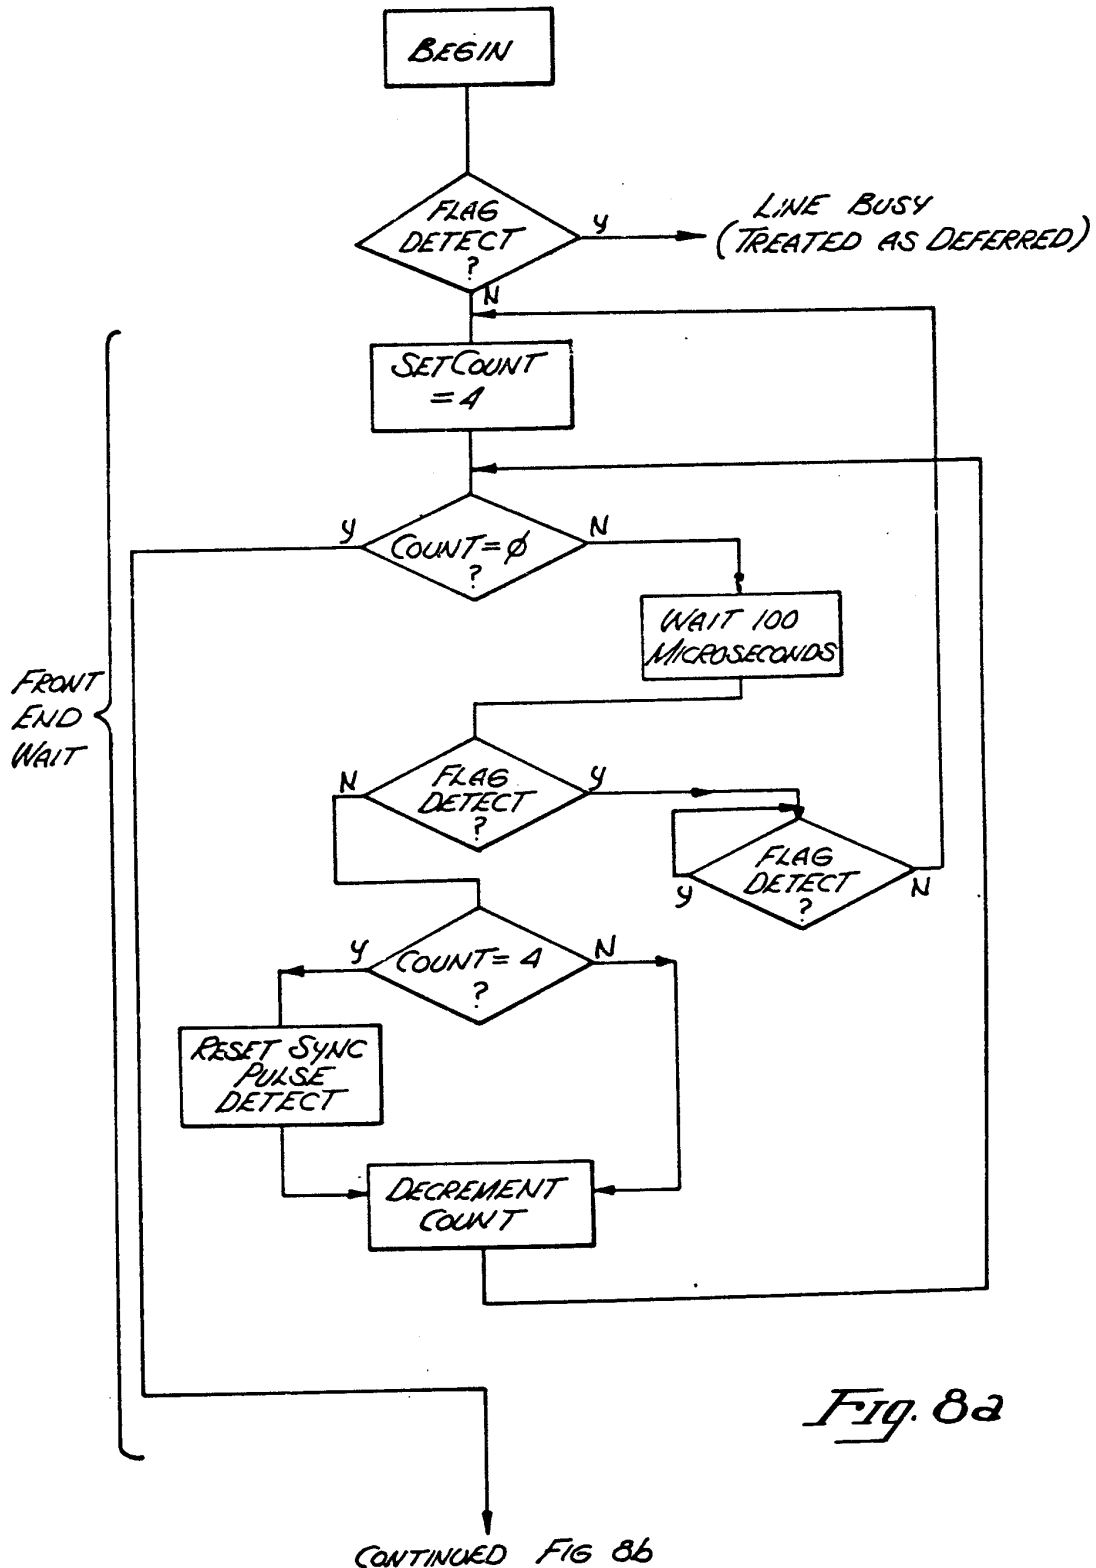 BEGIN
FLAG
DETECT
?
Y
LINE BUSY
(TREATED AS DEFERRED)
N
SET COUNT
= 4
Y
COUNT = Ø
?
N
WAIT 100
MICROSECONDS
FRONT
END
WAIT
N
FLAG
DETECT
?
Y
FLAG
DETECT
?
Y
N
Y
COUNT = 4
?
N
RESET SYNC
PULSE
DETECT
DECREMENT
COUNT
Fig. 8a
CONTINUED FIG 8b